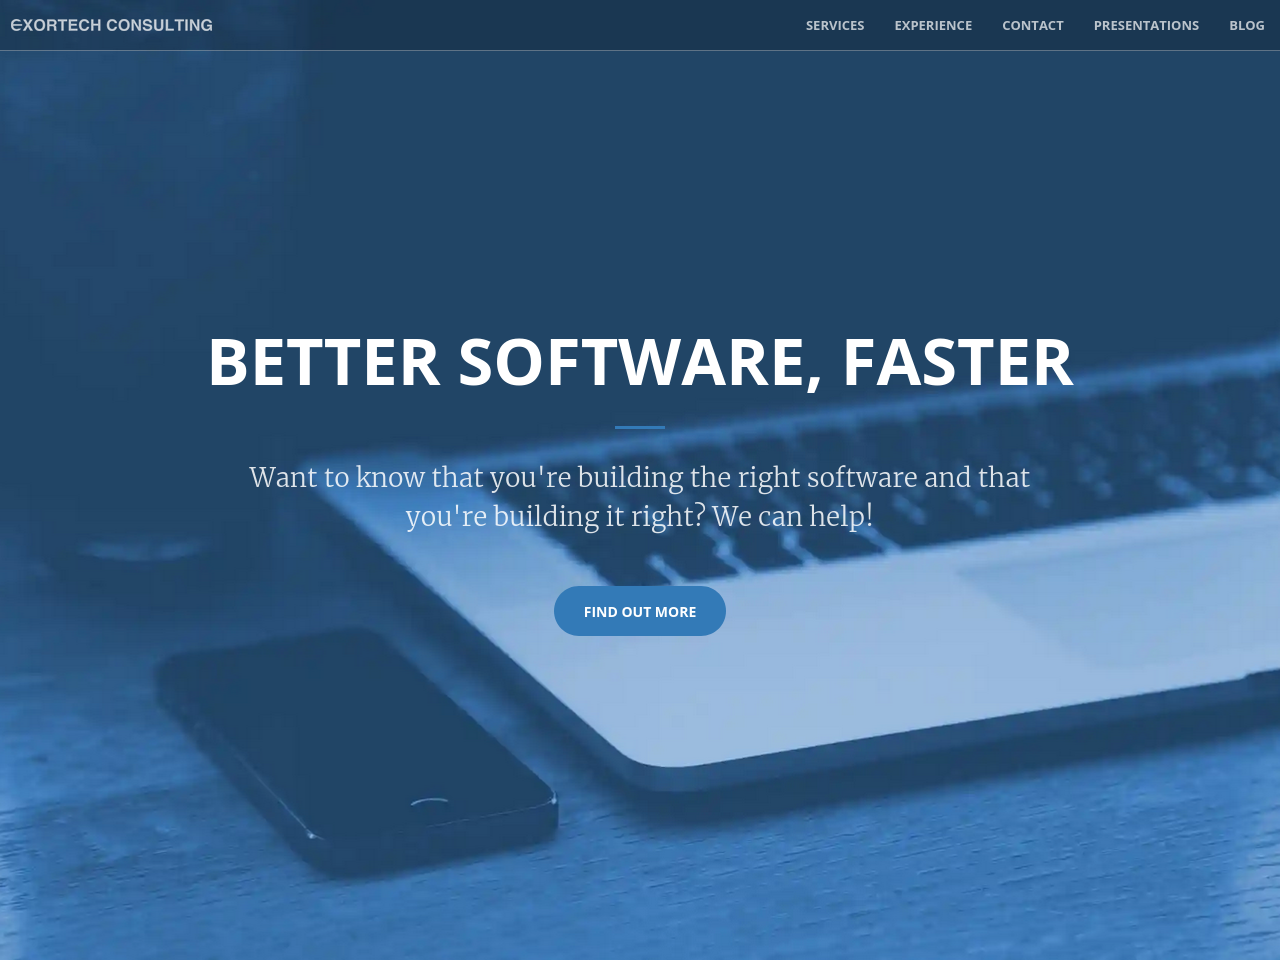 EXORTECH CONSULTING
SERVICES EXPERIENCE CONTACT PRESENTATIONS BLOG
BETTER SOFTWARE, FASTER
Want to know that you're building the right software and that
you're building it right? We can help!
FIND OUT MORE